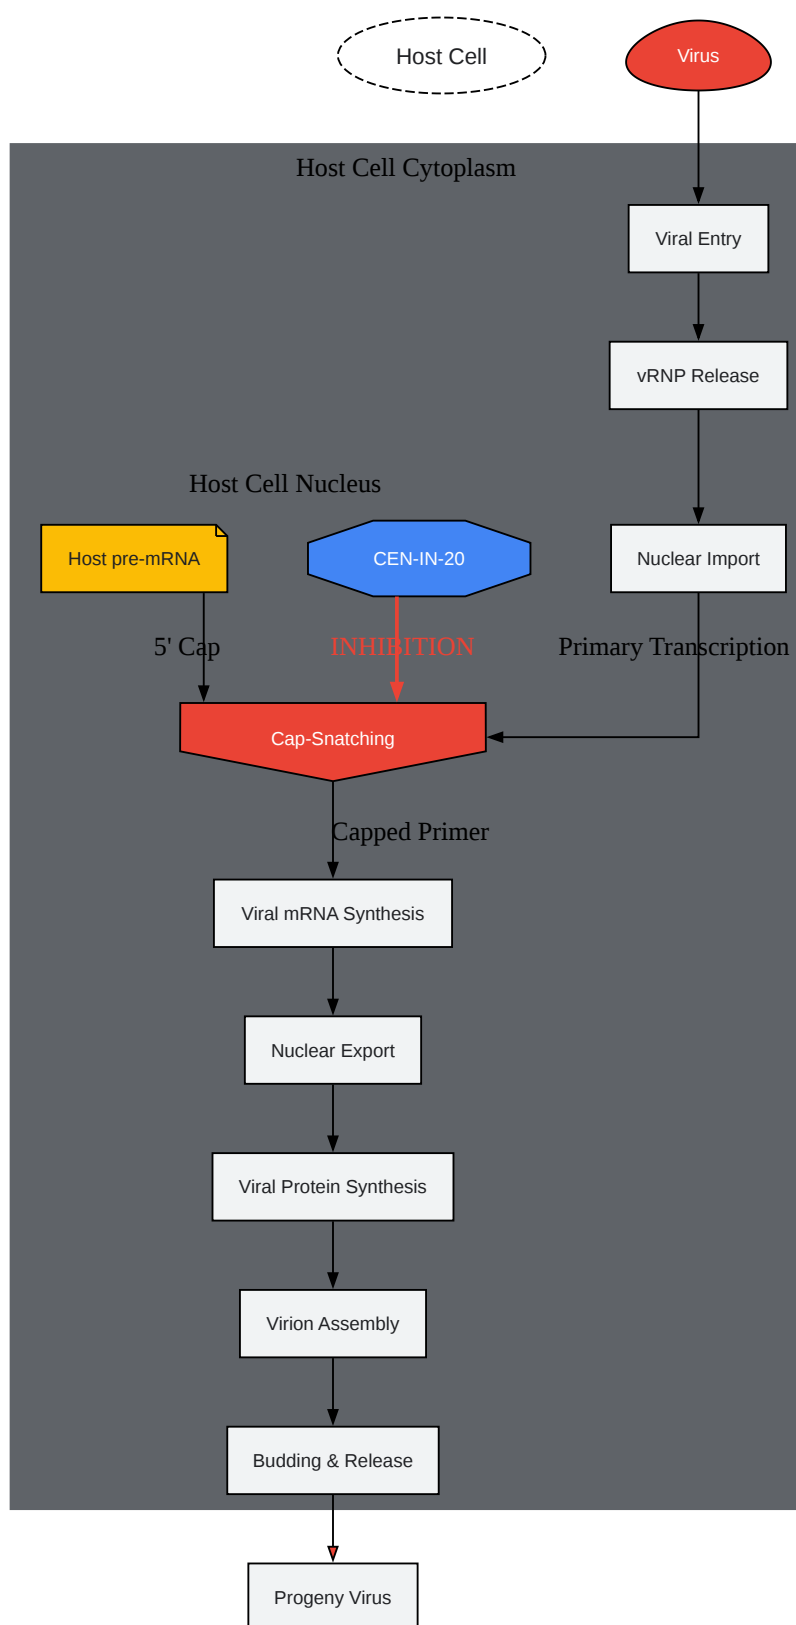 Host Cell
Virus
Host Cell Cytoplasm
Viral Entry
vRNP Release
Host Cell Nucleus
Host pre-mRNA
CEN-IN-20
Nuclear Import
5' Cap
INHIBITION
Primary Transcription
Cap-Snatching
Capped Primer
Viral mRNA Synthesis
Nuclear Export
Viral Protein Synthesis
Virion Assembly
Budding & Release
Progeny Virus